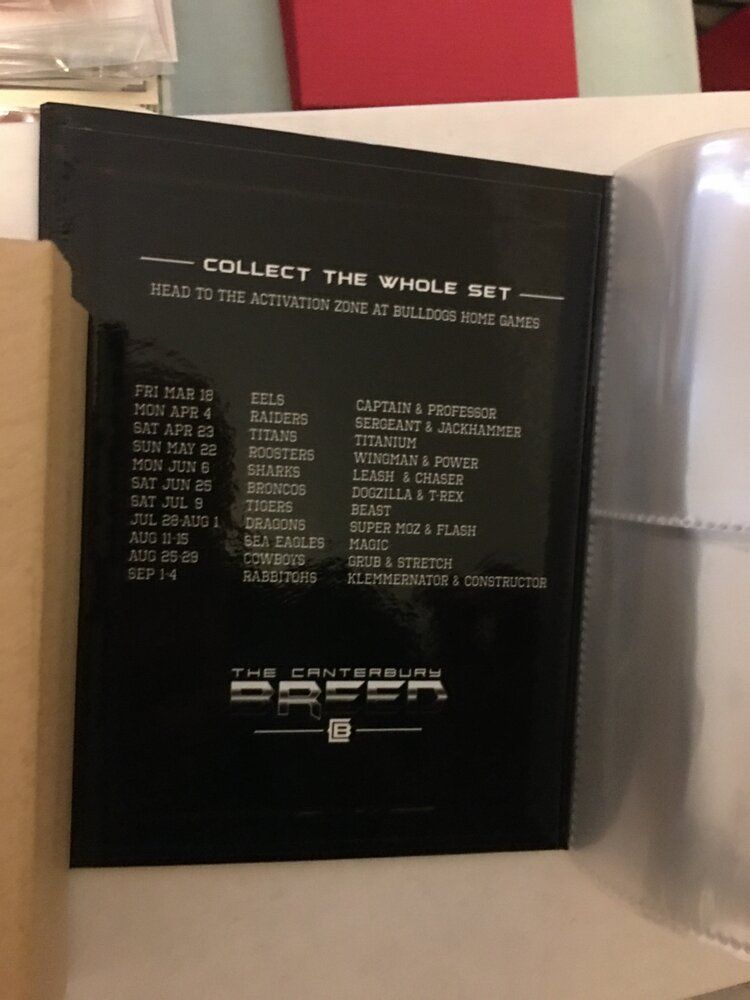 COLLECT THE WHOLE SET
HEAD TO THE ACTIVATION ZONE AT BULLDOGS HOME GAMES
FRI MAR 18 EELS CAPTAIN & PROFESSOR
MON APR 4 RAIDERS SERGEANT & JACKHAMMER
SAT APR 23 TITANS TITANIUM
SUN MAY 22 ROOSTERS WINGMAN & POWER
MON JUN 6 SHARKS LEASH & CHASER
SAT JUN 25 BRONCOS DOGZILLA & T-REX
SAT JUL 9 TIGERS BEAST
JUL 28-AUG 1 DRAGONS SUPER MOZ & FLASH
AUG 11-15 SEA EAGLES MAGIC
AUG 25-29 COWBOYS GRUB & STRETCH
SEP 1-4 RABBITOHS KLEMMERNATOR & CONSTRUCTOR
THE CANTERBURY
BREED
CB